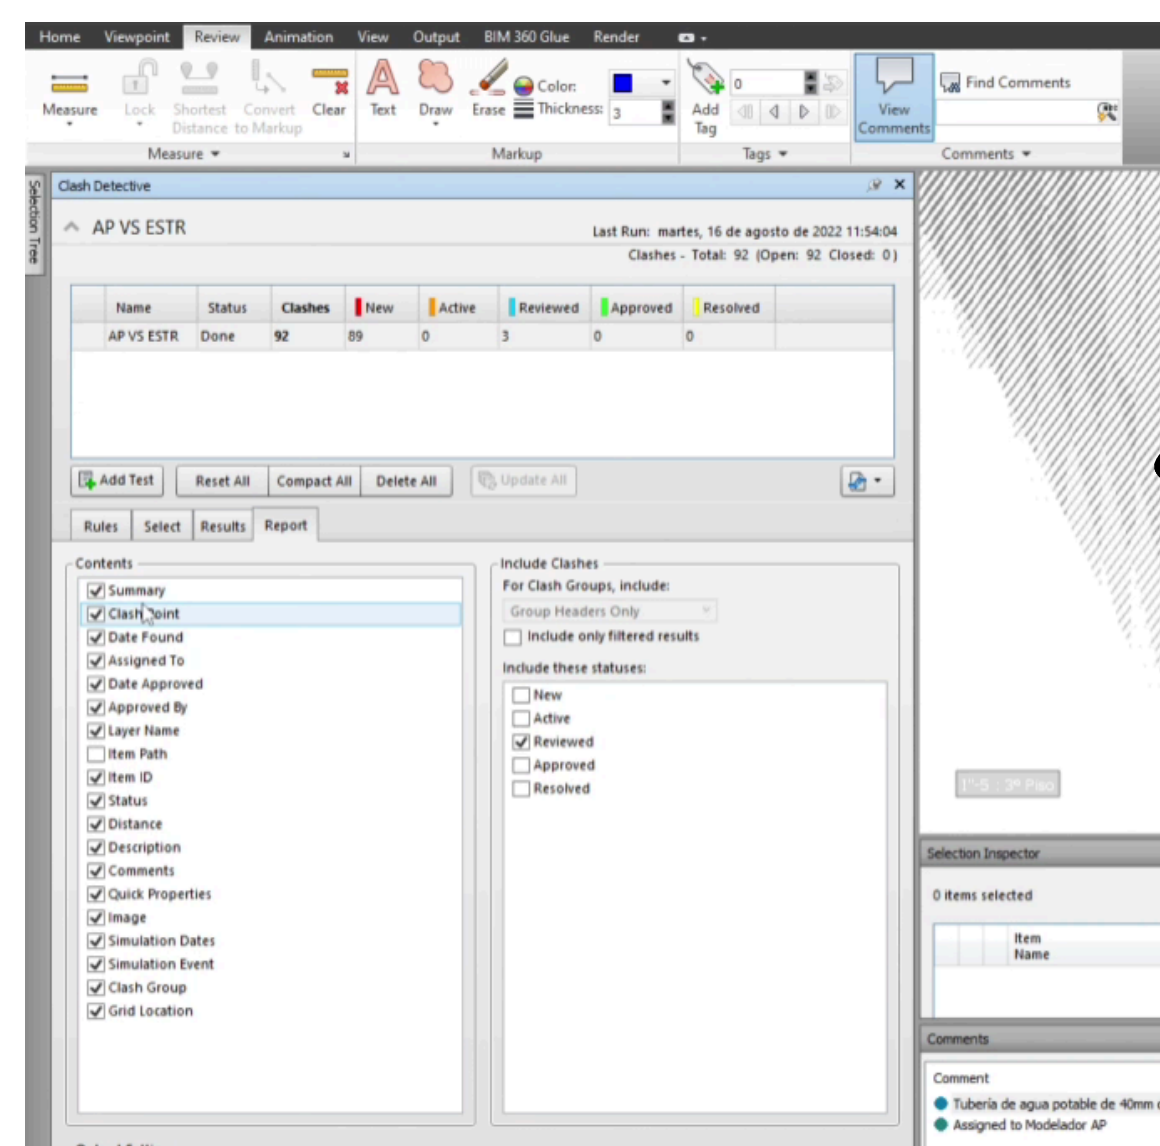 Home Viewpoint Review Animation View Output BIM 360 Glue Render
Measure Lock Shortest Distance Convert to Markup Clear Text Draw Erase Color: Thickness: 3 Add Tag 0 View Comments Find Comments
Measure Markup Tags Comments
Selection Tree
Clash Detective
AP VS ESTR
Last Run: martes, 16 de agosto de 2022 11:54:04
Clashes - Total: 92 (Open: 92 Closed: 0)
Name Status Clashes New Active Reviewed Approved Resolved
AP VS ESTR Done 92 89 0 3 0 0
Add Test Reset All Compact All Delete All Update All
Rules Select Results Report
Contents
Summary
Clash Point
Date Found
Assigned To
Date Approved
Approved By
Layer Name
Item Path
Item ID
Status
Distance
Description
Comments
Quick Properties
Image
Simulation Dates
Simulation Event
Clash Group
Grid Location
Include Clashes
For Clash Groups, include:
Group Headers Only
Include only filtered results
Include these statuses:
New
Active
Reviewed
Approved
Resolved
1"-5 : 3º Piso
Selection Inspector
0 items selected
Item
Name
Comments
Comment
Tubería de agua potable de 40mm
Assigned to Modelador AP